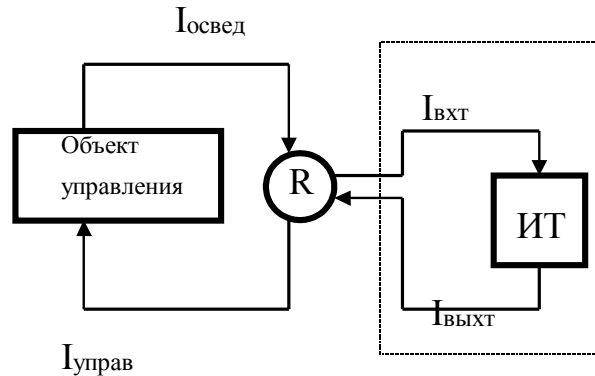 Iосвед
Iвхт
Объект
управления
R
ИТ
Iвыхт
Iуправ